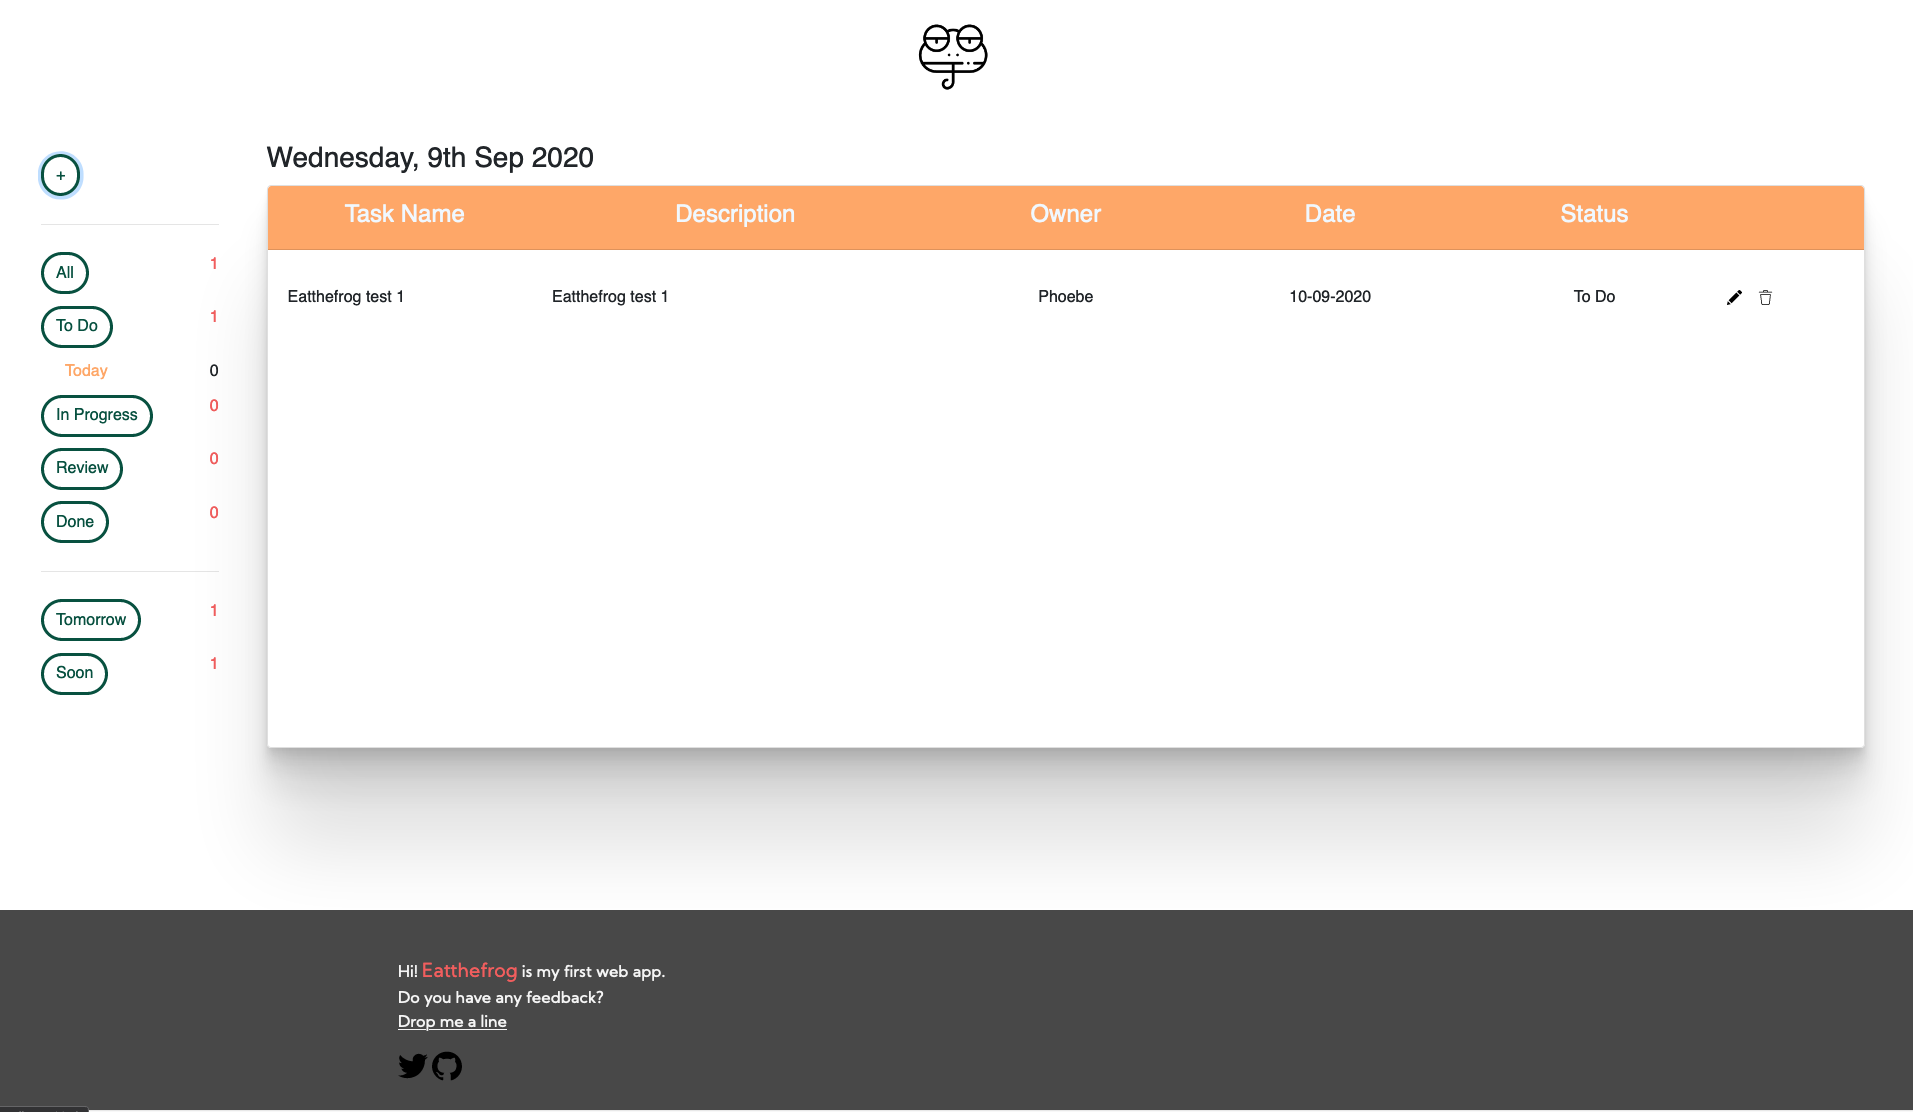 Wednesday, 9th Sep 2020
+
All 1
To Do 1
Today 0
In Progress 0
Review 0
Done 0
Tomorrow 1
Soon 1
Task Name Description Owner Date Status
Eatthefrog test 1 Eatthefrog test 1 Phoebe 10-09-2020 To Do
Hi! Eatthefrog is my first web app.
Do you have any feedback?
Drop me a line